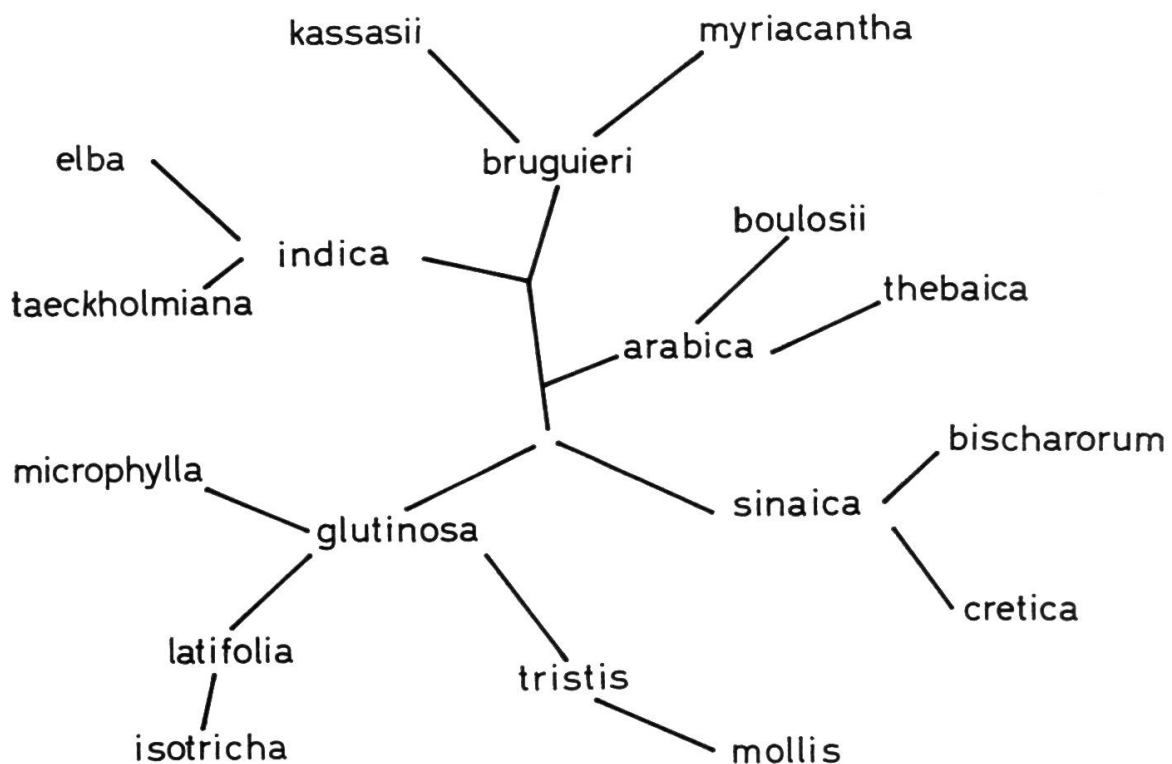 kassasii
myriacantha
elba
bruguieri
boulosii
indica
thebaica
taeckholmiana
arabica
bischarorum
microphylla
sinaica
glutinosa
cretica
latifolia
tristis
isotricha
mollis